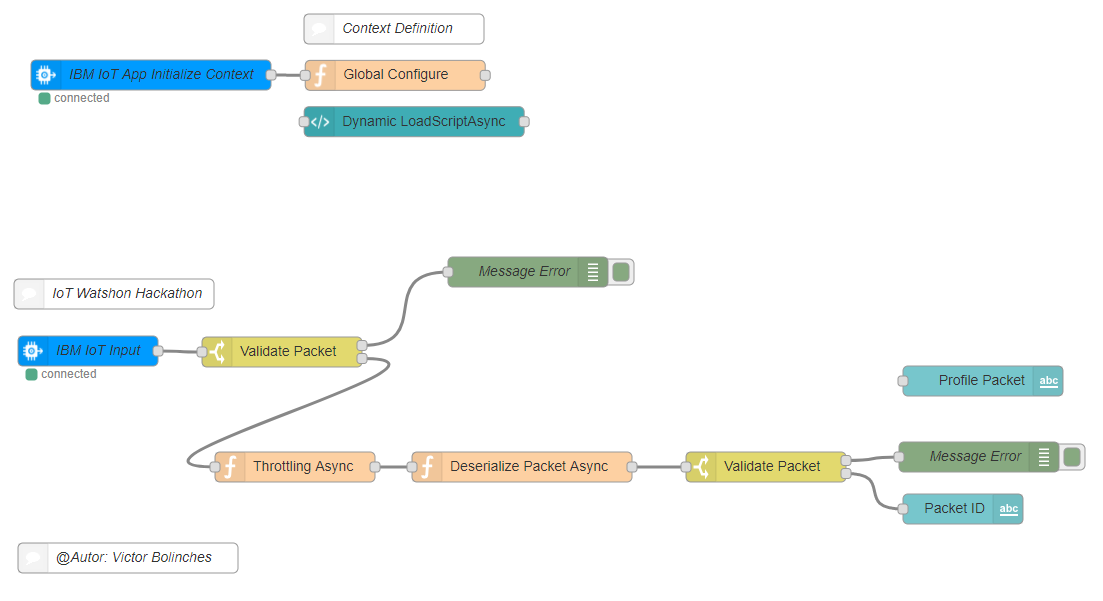 Context Definition
IBM IoT App Initialize Context
Global Configure
connected
</> Dynamic LoadScriptAsync
Message Error
IoT Watshon Hackathon
IBM IoT Input
Validate Packet
connected
Profile Packet abc
Throttling Async
Deserialize Packet Async
Validate Packet
Message Error
Packet ID abc
@Autor: Victor Bolinches